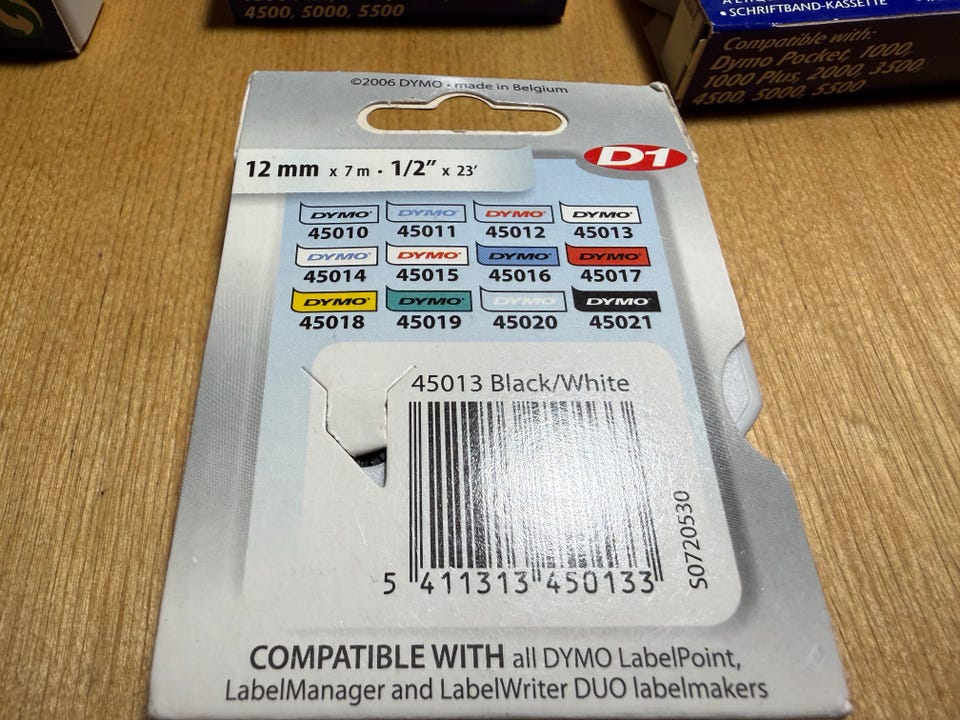 4500, 5000, 5500
• SCHRIFTBAND-KASSETTE
Compatible with:
Dymo Pocket, 1000,
1000 Plus, 2000, 3500,
4500, 5000, 5500
©2006 DYMO • made in Belgium
12 mm x 7 m • 1/2” x 23’
D1
DYMO DYMO DYMO DYMO
45010 45011 45012 45013
DYMO DYMO DYMO DYMO
45014 45015 45016 45017
DYMO DYMO DYMO DYMO
45018 45019 45020 45021
45013 Black/White
5 411313 450133
S0720530
COMPATIBLE WITH all DYMO LabelPoint,
LabelManager and LabelWriter DUO labelmakers